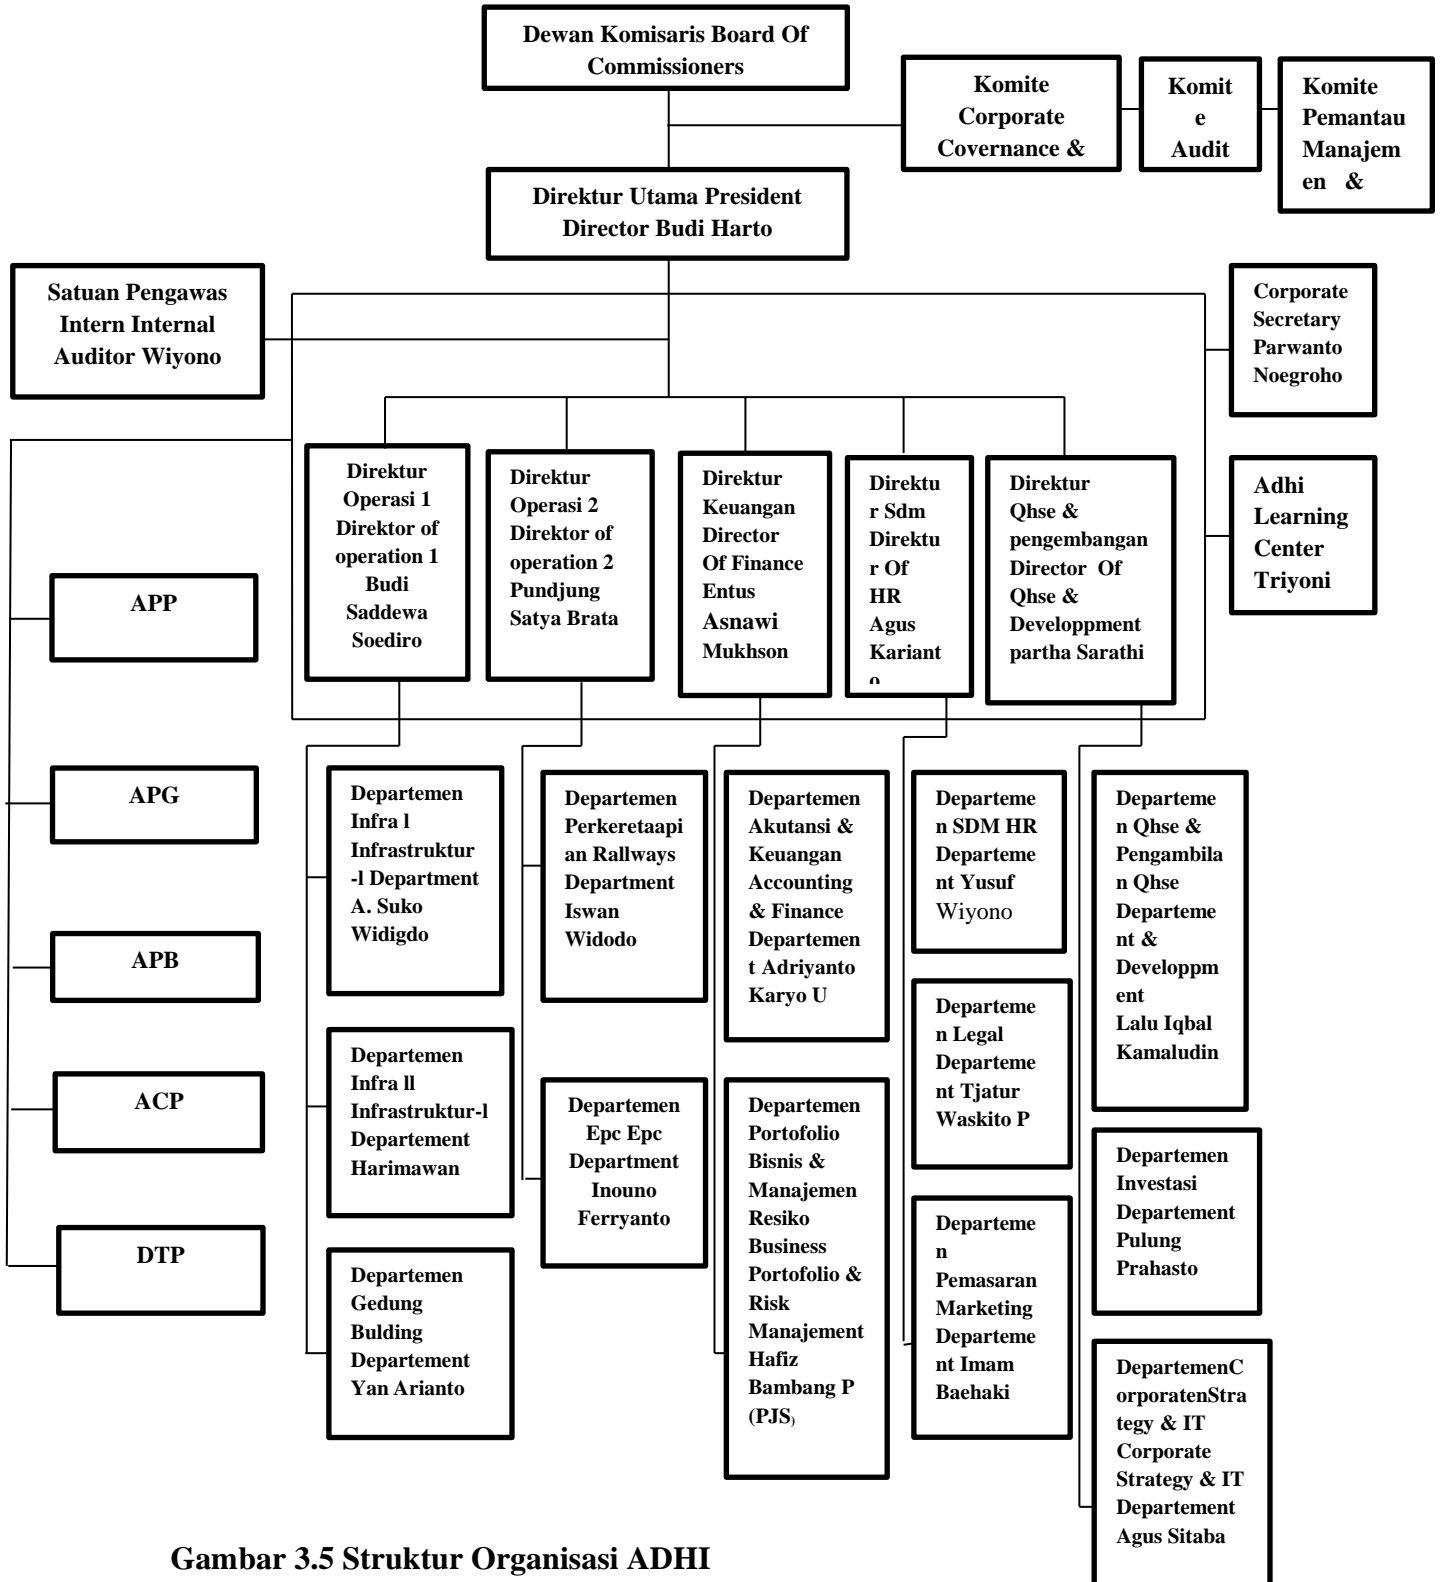 Dewan Komisaris Board Of
Commissioners
Komite
Corporate
Covernance &
Komit
e
Audit
Komite
Pemantau
Manajem
en &
Direktur Utama President
Director Budi Harto
Satuan Pengawas
Intern Internal
Auditor Wiyono
Corporate
Secretary
Parwanto
Noegroho
Direktur
Operasi 1
Direktor of
operation 1
Budi
Saddewa
Soediro
Direktur
Operasi 2
Direktor of
operation 2
Pundjung
Satya Brata
Direktur
Keuangan
Director
Of Finance
Entus
Asnawi
Mukhson
Direktu
r Sdm
Direktu
r Of
HR
Agus
Kariant
o
Direktur
Qhse &
pengembangan
Director Of
Qhse &
Developpment
partha Sarathi
Adhi
Learning
Center
Triyoni
APP
APG
APB
ACP
DTP
Departemen
Infra l
Infrastruktur
-l Department
A. Suko
Widigdo
Departemen
Infra ll
Infrastruktur-l
Departement
Harimawan
Departemen
Gedung
Bulding
Departement
Yan Arianto
Departemen
Perkeretaapi
an Rallways
Department
Iswan
Widodo
Departemen
Epc Epc
Department
Inouno
Ferryanto
Departemen
Akutansi &
Keuangan
Accounting
& Finance
Departemen
t Adriyanto
Karyo U
Departemen
Portofolio
Bisnis &
Manajemen
Resiko
Business
Portofolio &
Risk
Manajement
Hafiz
Bambang P
(PJS)
Departeme
n SDM HR
Departeme
nt Yusuf
Wiyono
Departeme
n Legal
Departeme
nt Tjatur
Waskito P
Departeme
n
Pemasaran
Marketing
Departeme
nt Imam
Baehaki
Departeme
n Qhse &
Pengambila
n Qhse
Departeme
nt &
Developpm
ent
Lalu Iqbal
Kamaludin
Departemen
Investasi
Departement
Pulung
Prahasto
DepartemenC
orporatenStra
tegy & IT
Corporate
Strategy & IT
Departement
Agus Sitaba
Gambar 3.5 Struktur Organisasi ADHI